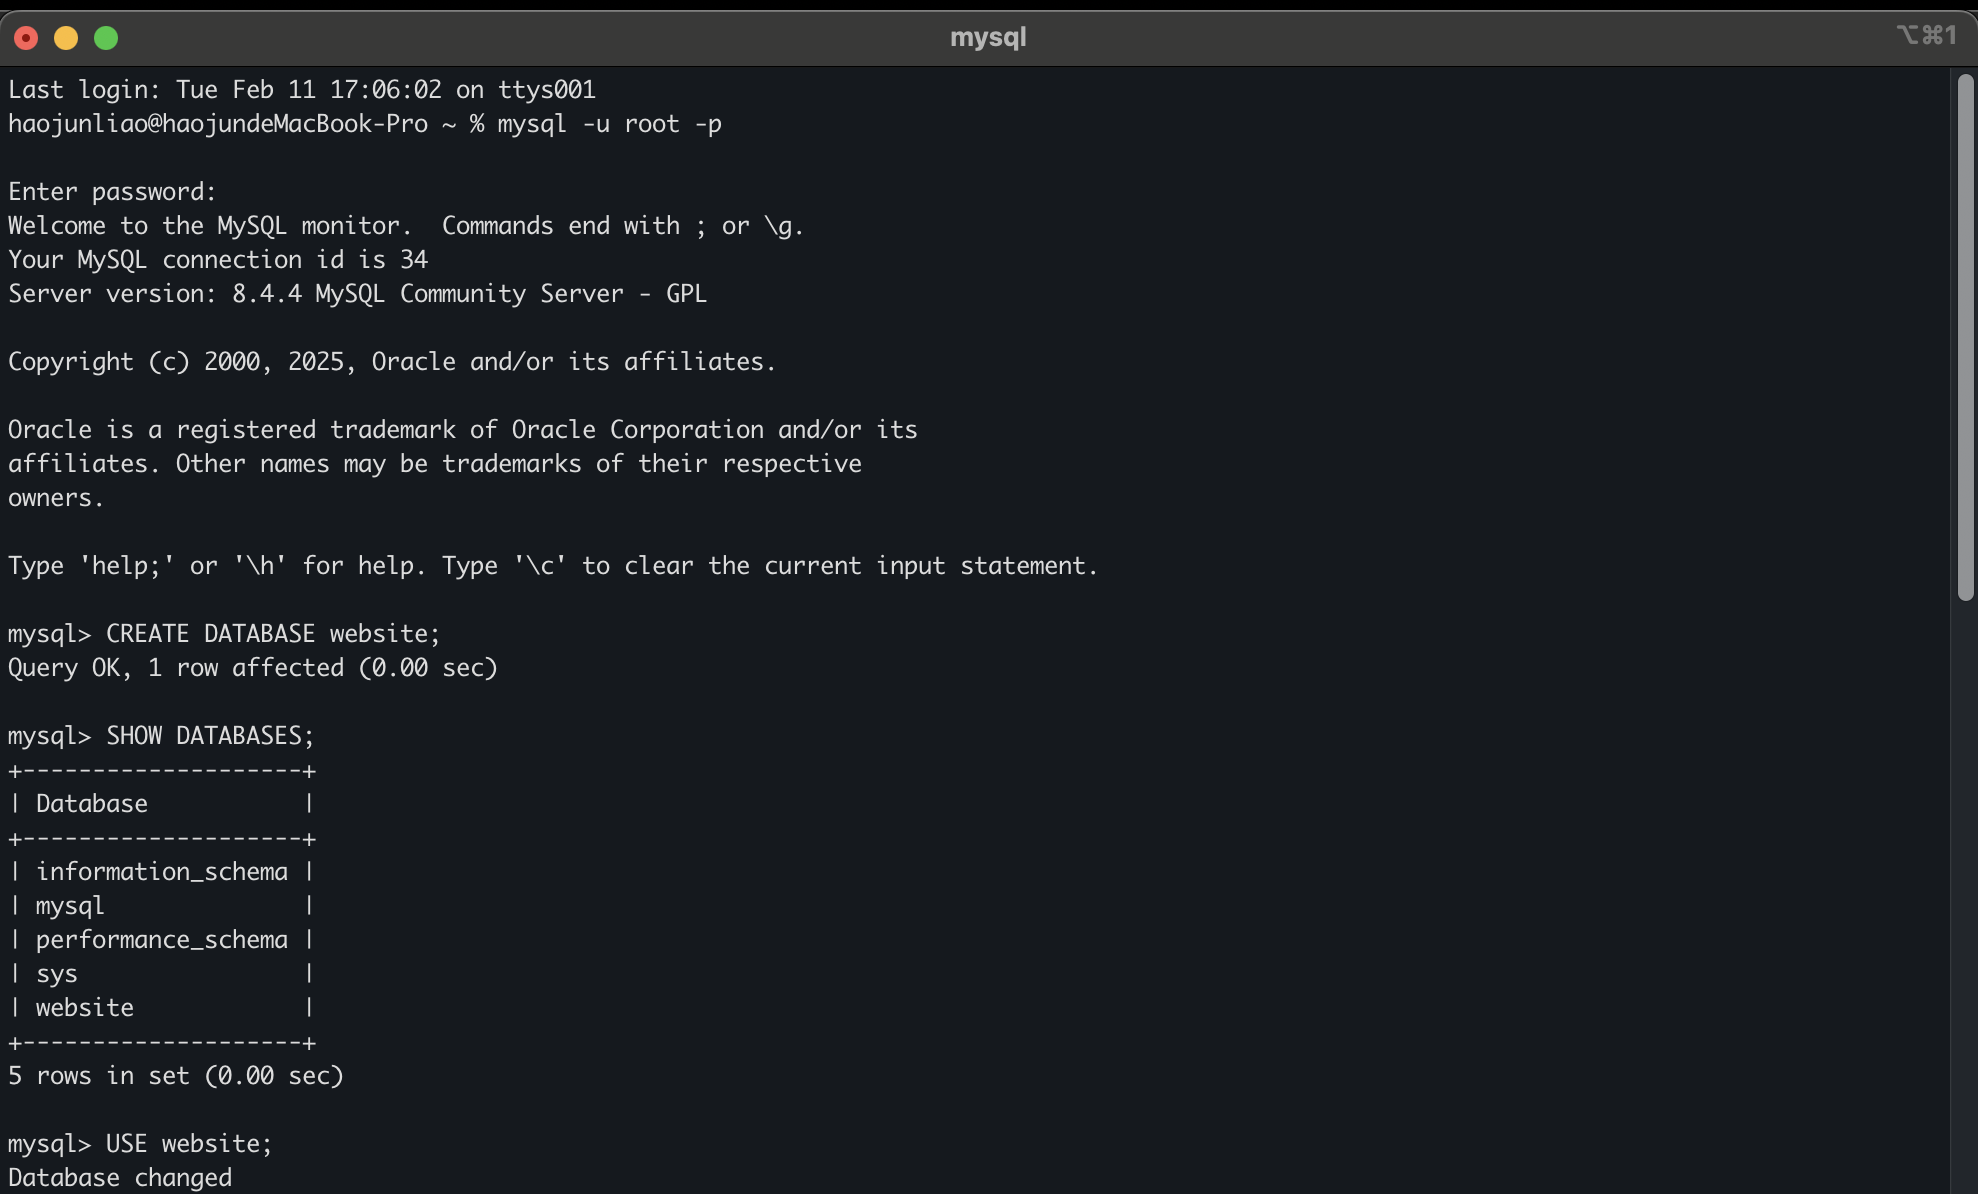 mysql
⌥⌘1
Last login: Tue Feb 11 17:06:02 on ttys001
haojunliao@haojundeMacBook-Pro ~ % mysql -u root -p
Enter password:
Welcome to the MySQL monitor.  Commands end with ; or \g.
Your MySQL connection id is 34
Server version: 8.4.4 MySQL Community Server - GPL
Copyright (c) 2000, 2025, Oracle and/or its affiliates.
Oracle is a registered trademark of Oracle Corporation and/or its
affiliates. Other names may be trademarks of their respective
owners.
Type 'help;' or '\h' for help. Type '\c' to clear the current input statement.
mysql> CREATE DATABASE website;
Query OK, 1 row affected (0.00 sec)
mysql> SHOW DATABASES;
+--------------------+
| Database           |
+--------------------+
| information_schema |
| mysql              |
| performance_schema |
| sys                |
| website            |
+--------------------+
5 rows in set (0.00 sec)
mysql> USE website;
Database changed